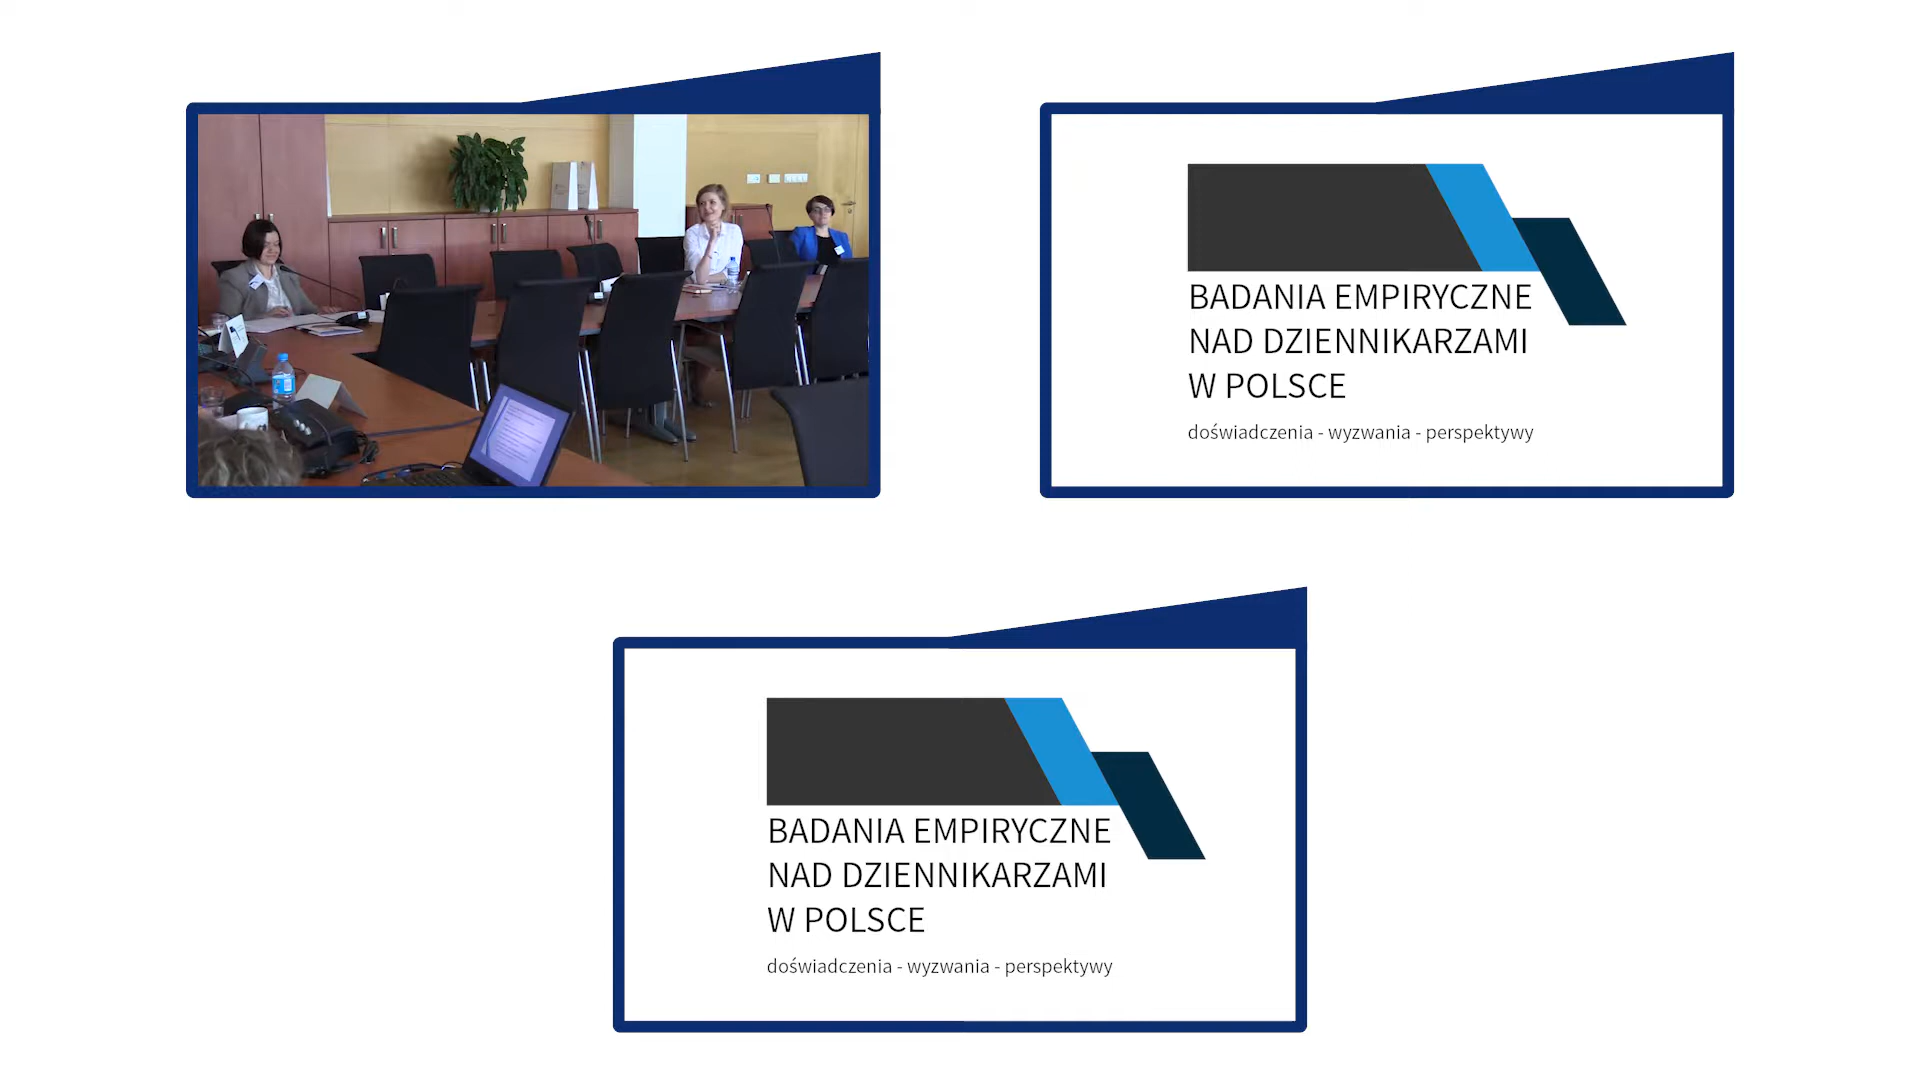 BADANIA EMPIRYCZNE
NAD DZIENNIKARZAMI
W POLSCE
doświadczenia - wyzwania - perspektywy
BADANIA EMPIRYCZNE
NAD DZIENNIKARZAMI
W POLSCE
doświadczenia - wyzwania - perspektywy